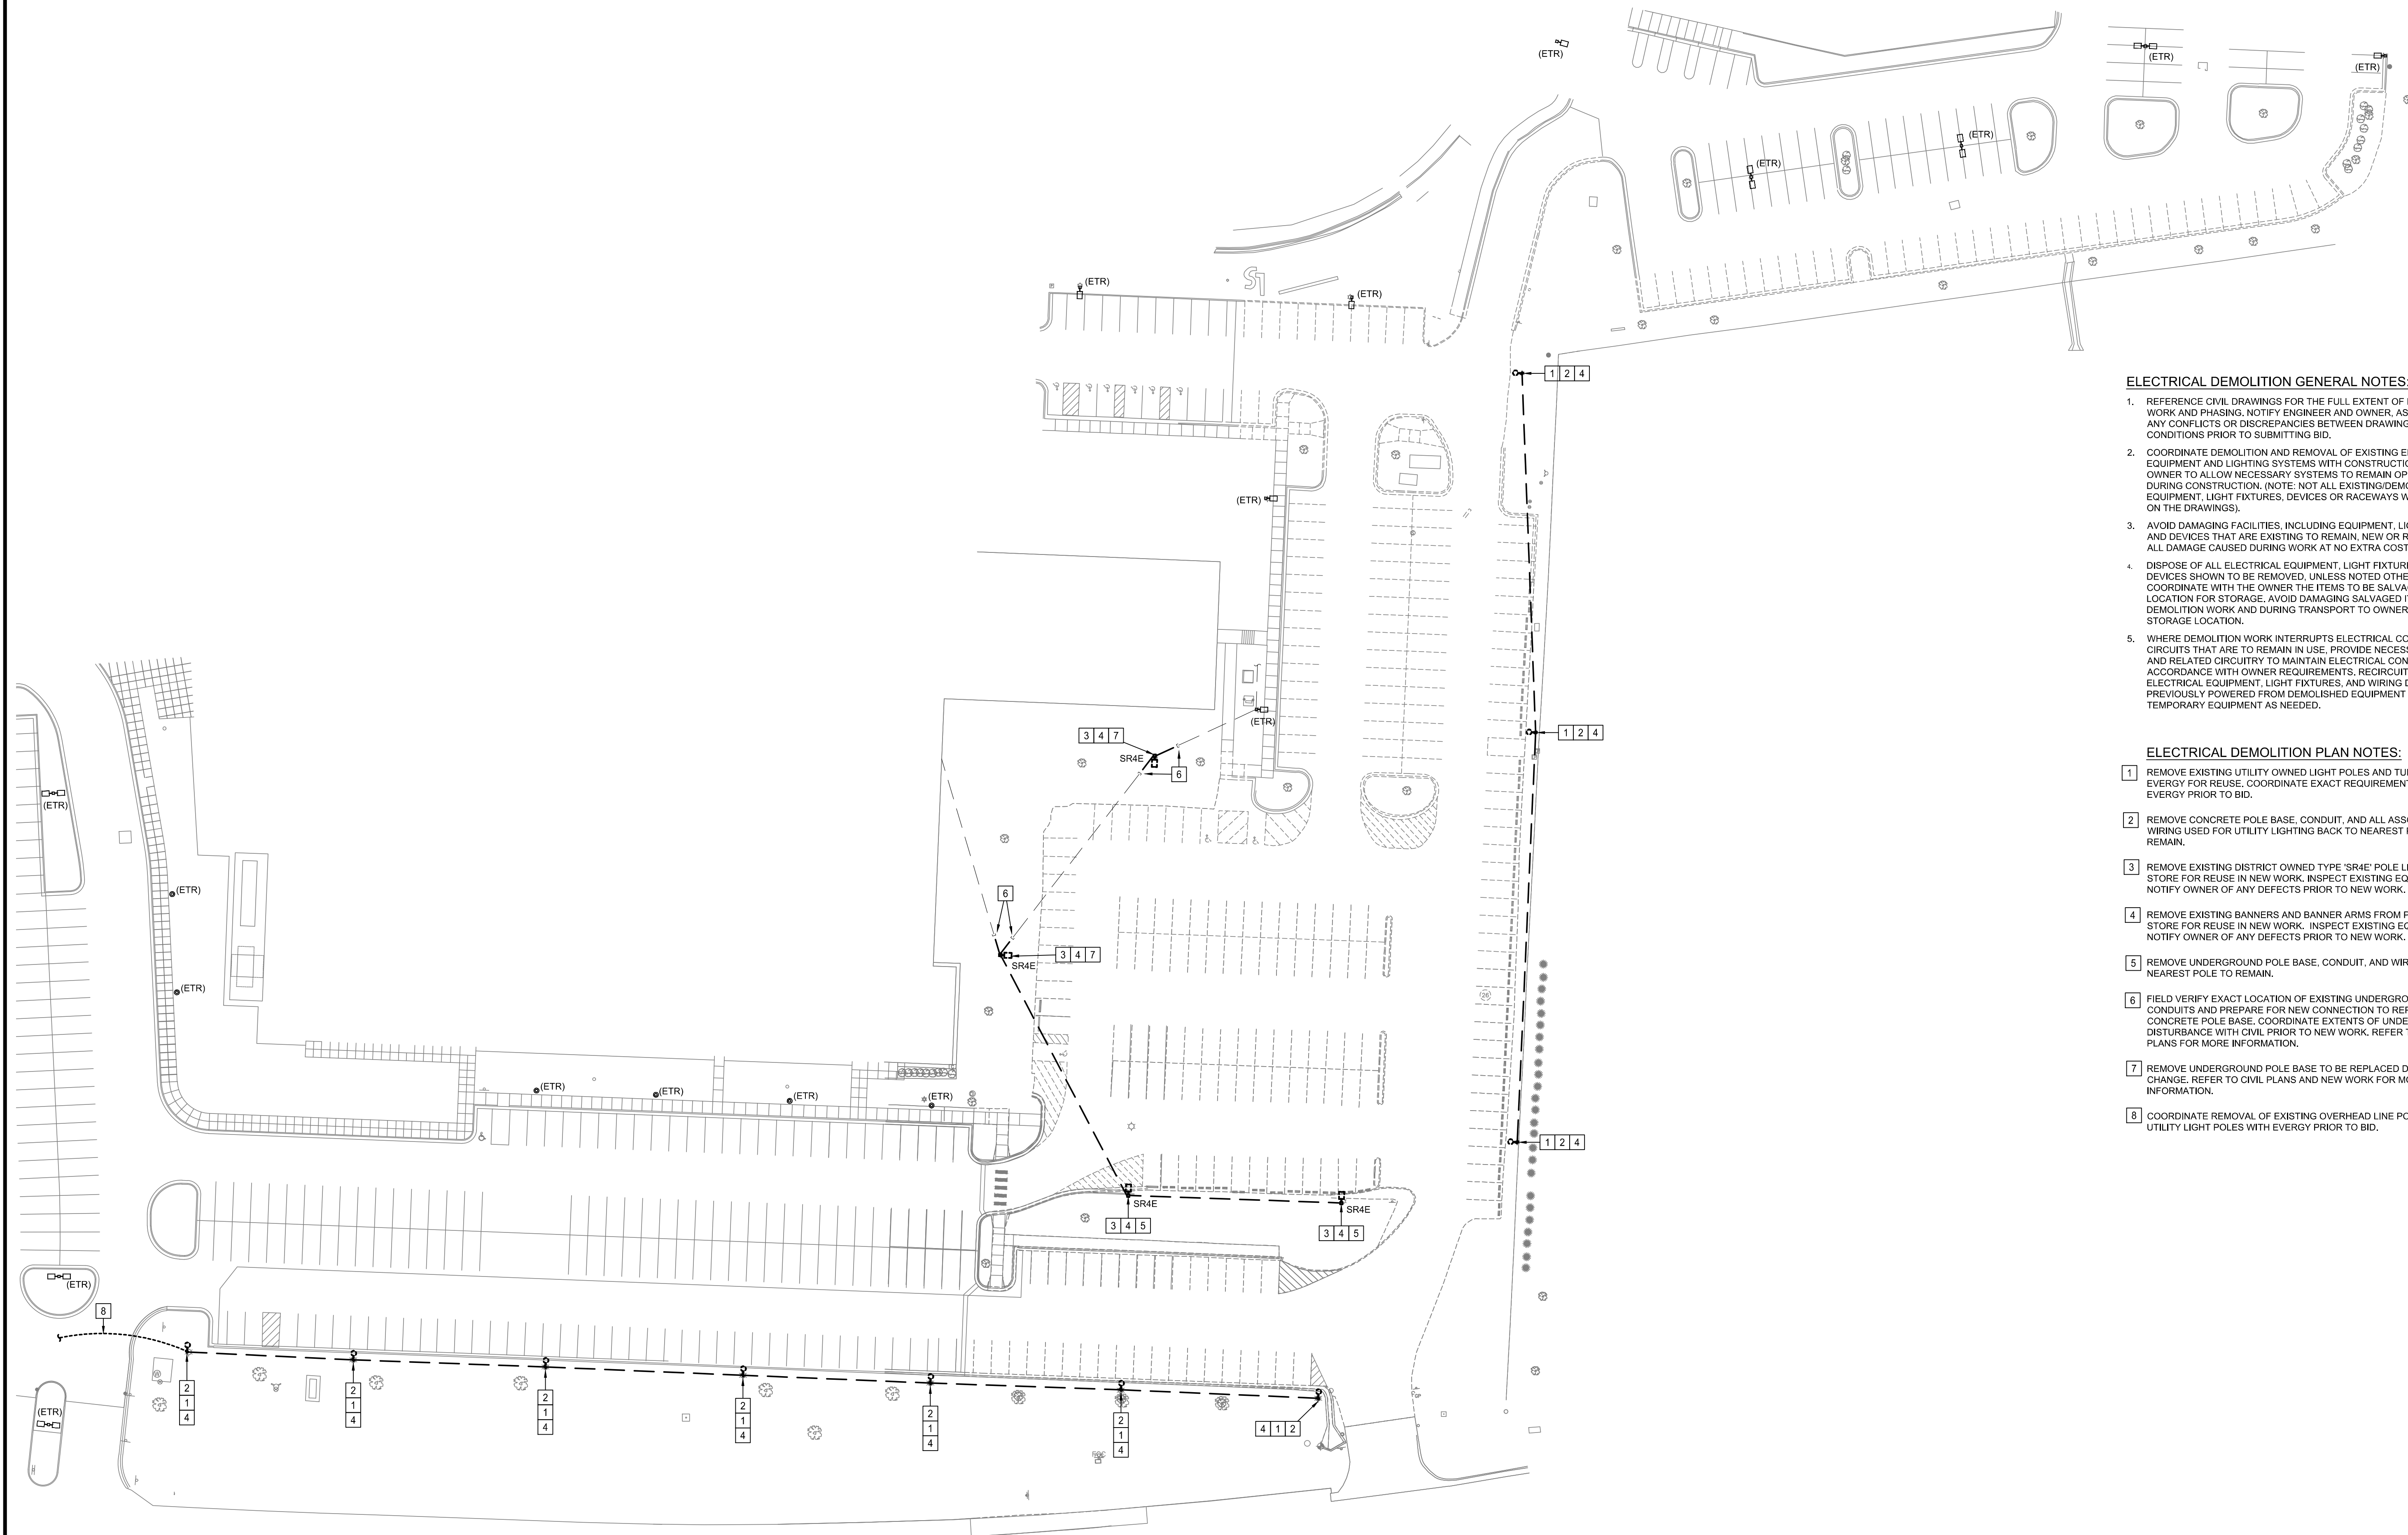 (ETR)
(ETR)
(ETR)
(ETR)
(ETR)
(ETR)
(ETR)
1 2 4
(ETR)
(ETR)
1 2 4
3 4 7
SR4E
6
(ETR)
(ETR)
(ETR)
6
3 4 7
SR4E
26
(ETR)
(ETR)
(ETR)
(ETR)
1 2 4
SR4E
3 4 5
SR4E
3 4 5
(ETR)
8
2
1
4
2
1
4
2
1
4
2
1
4
2
1
4
2
1
4
4 1 2
(ETR)
ELECTRICAL DEMOLITION GENERAL NOTES:
1. REFERENCE CIVIL DRAWINGS FOR THE FULL EXTENT OF
WORK AND PHASING. NOTIFY ENGINEER AND OWNER, AS
ANY CONFLICTS OR DISCREPANCIES BETWEEN DRAWING
CONDITIONS PRIOR TO SUBMITTING BID.
2. COORDINATE DEMOLITION AND REMOVAL OF EXISTING
EQUIPMENT AND LIGHTING SYSTEMS WITH CONSTRUCTIO
OWNER TO ALLOW NECESSARY SYSTEMS TO REMAIN OP
DURING CONSTRUCTION. (NOTE: NOT ALL EXISTING/DEMO
EQUIPMENT, LIGHT FIXTURES, DEVICES OR RACEWAYS W
ON THE DRAWINGS).
3. AVOID DAMAGING FACILITIES, INCLUDING EQUIPMENT, LI
AND DEVICES THAT ARE EXISTING TO REMAIN, NEW OR R
ALL DAMAGE CAUSED DURING WORK AT NO EXTRA COST
4. DISPOSE OF ALL ELECTRICAL EQUIPMENT, LIGHT FIXTUR
DEVICES SHOWN TO BE REMOVED, UNLESS NOTED OTHE
COORDINATE WITH THE OWNER THE ITEMS TO BE SALVA
LOCATION FOR STORAGE. AVOID DAMAGING SALVAGED I
DEMOLITION WORK AND DURING TRANSPORT TO OWNER
STORAGE LOCATION.
5. WHERE DEMOLITION WORK INTERRUPTS ELECTRICAL CO
CIRCUITS THAT ARE TO REMAIN IN USE, PROVIDE NECESS
AND RELATED CIRCUITRY TO MAINTAIN ELECTRICAL CON
ACCORDANCE WITH OWNER REQUIREMENTS. RECIRCUIT
ELECTRICAL EQUIPMENT, LIGHT FIXTURES, AND WIRING D
PREVIOUSLY POWERED FROM DEMOLISHED EQUIPMENT
TEMPORARY EQUIPMENT AS NEEDED.
ELECTRICAL DEMOLITION PLAN NOTES:
1 REMOVE EXISTING UTILITY OWNED LIGHT POLES AND TU
EVERGY FOR REUSE. COORDINATE EXACT REQUIREMENT
EVERGY PRIOR TO BID.
2 REMOVE CONCRETE POLE BASE, CONDUIT, AND ALL ASS
WIRING USED FOR UTILITY LIGHTING BACK TO NEAREST
REMAIN.
3 REMOVE EXISTING DISTRICT OWNED TYPE 'SR4E' POLE LI
STORE FOR REUSE IN NEW WORK. INSPECT EXISTING EQ
NOTIFY OWNER OF ANY DEFECTS PRIOR TO NEW WORK.
4 REMOVE EXISTING BANNERS AND BANNER ARMS FROM
STORE FOR REUSE IN NEW WORK. INSPECT EXISTING EQ
NOTIFY OWNER OF ANY DEFECTS PRIOR TO NEW WORK.
5 REMOVE UNDERGROUND POLE BASE, CONDUIT, AND WIR
NEAREST POLE TO REMAIN.
6 FIELD VERIFY EXACT LOCATION OF EXISTING UNDERGRO
CONDUITS AND PREPARE FOR NEW CONNECTION TO REP
CONCRETE POLE BASE. COORDINATE EXTENTS OF UNDE
DISTURBANCE WITH CIVIL PRIOR TO NEW WORK. REFER
PLANS FOR MORE INFORMATION.
7 REMOVE UNDERGROUND POLE BASE TO BE REPLACED D
CHANGE. REFER TO CIVIL PLANS AND NEW WORK FOR MO
INFORMATION.
8 COORDINATE REMOVAL OF EXISTING OVERHEAD LINE PO
UTILITY LIGHT POLES WITH EVERGY PRIOR TO BID.